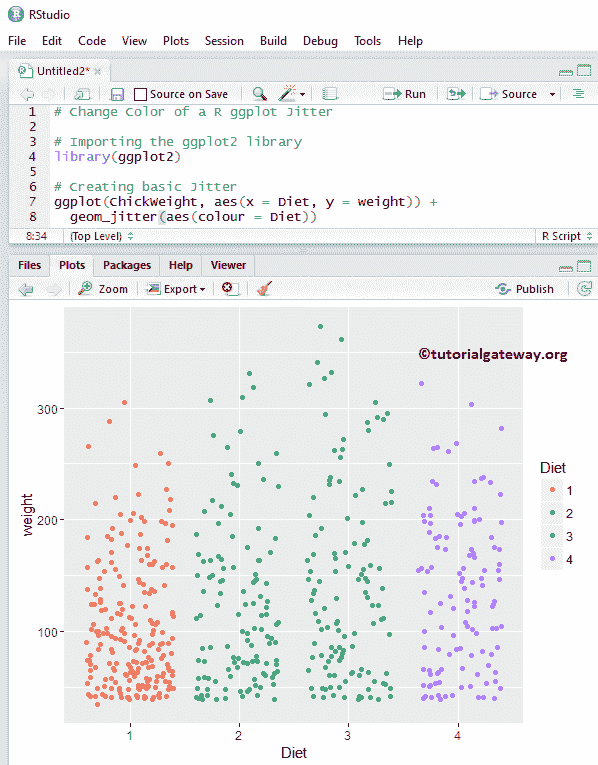 RStudio
File Edit Code View Plots Session Build Debug Tools Help
Untitled2*
Source on Save Run Source
1 # Change Color of a R ggplot Jitter
2
3 # Importing the ggplot2 library
4 library(ggplot2)
5
6 # Creating basic Jitter
7 ggplot(ChickWeight, aes(x = Diet, y = weight)) +
8 geom_jitter(aes(colour = Diet))
8:34 (Top Level) R Script
Files Plots Packages Help Viewer
Zoom Export Publish
©tutorialgateway.org
300
200
100
weight
1 2 3 4
Diet
Diet
1
2
3
4